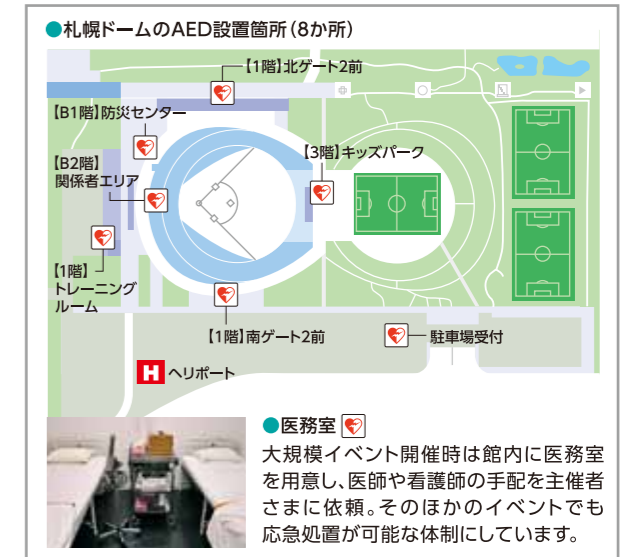 ●札幌ドームのAED設置箇所(8か所)
【1階】北ゲート2前
【B1階】防災センター
【B2階】
関係者エリア
【3階】キッズパーク
【1階】
トレーニング
ルーム
【1階】南ゲート2前
駐車場受付
H ヘリポート
●医務室
大規模イベント開催時は館内に医務室
を用意し、医師や看護師の手配を主催者
さまに依頼。そのほかのイベントでも
応急処置が可能な体制にしています。